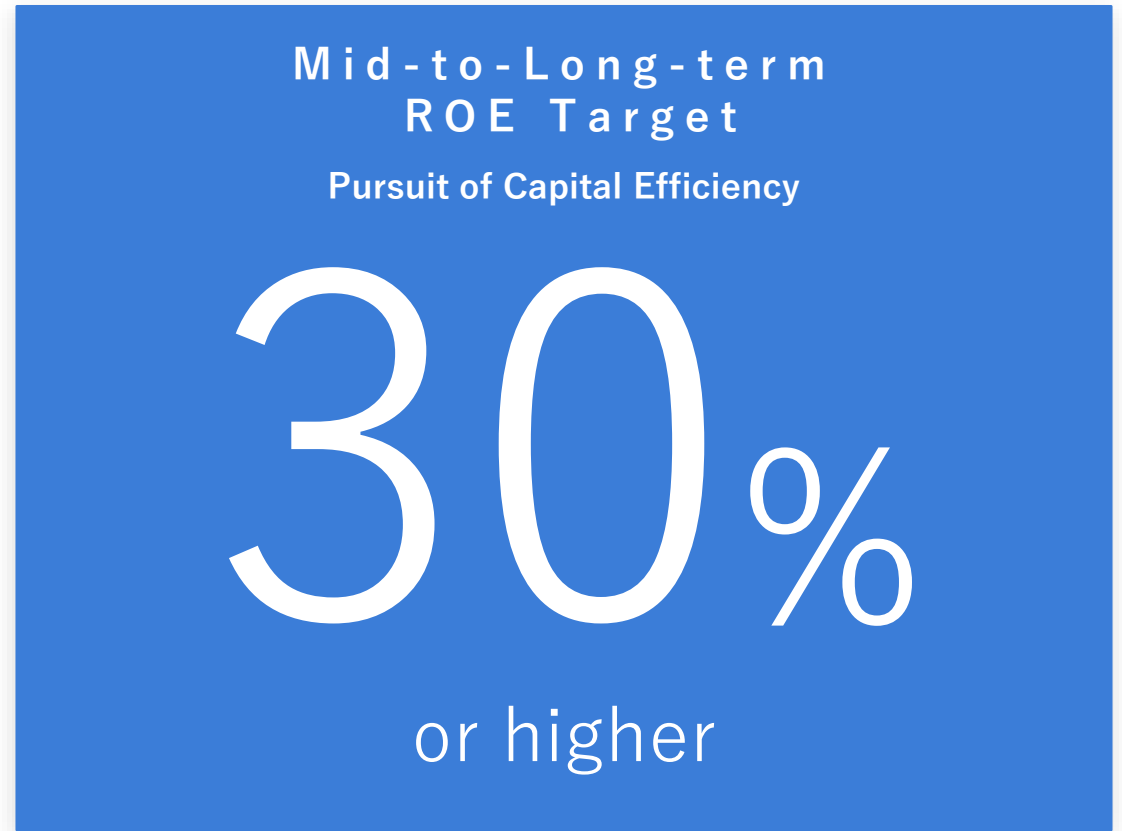 Mid-to-Long-term
ROE Target
Pursuit of Capital Efficiency
30%
or higher